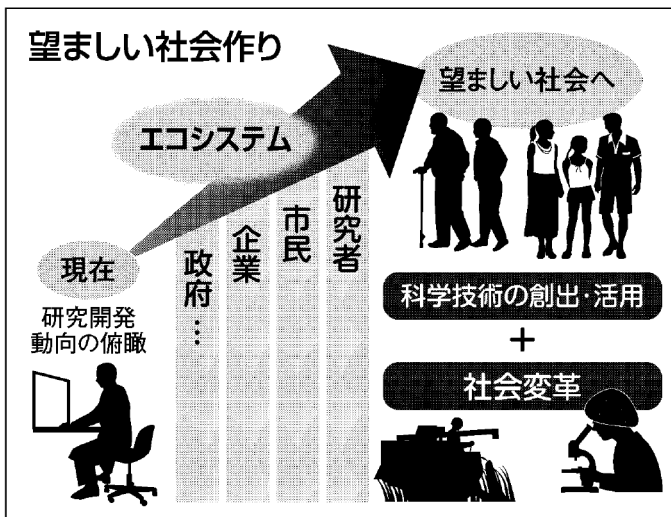 望ましい社会作り
望ましい社会へ
エコシステム
現在
研究開発
動向の俯瞰
政府…
企業
市民
研究者
科学技術の創出・活用
+
社会変革